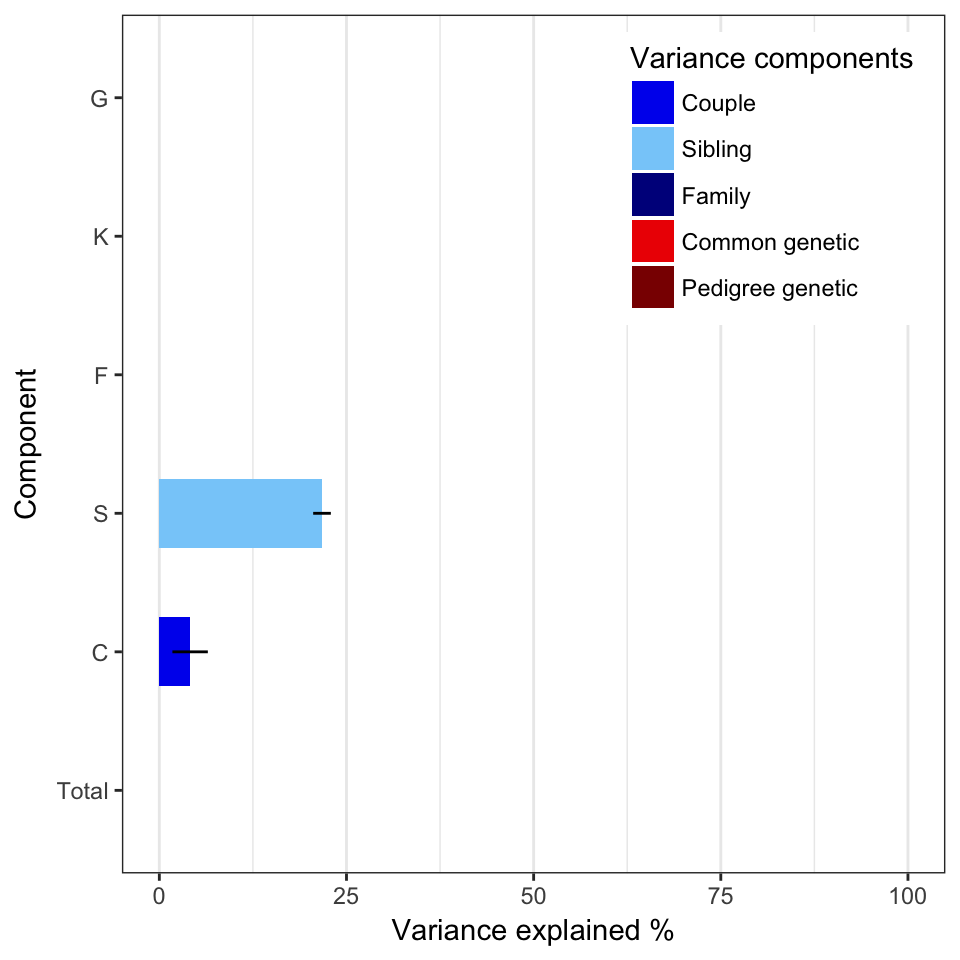 Variance components
Couple
Sibling
Family
Common genetic
Pedigree genetic
G
K
F
S
C
Total
Component
0 25 50 75 100
Variance explained %